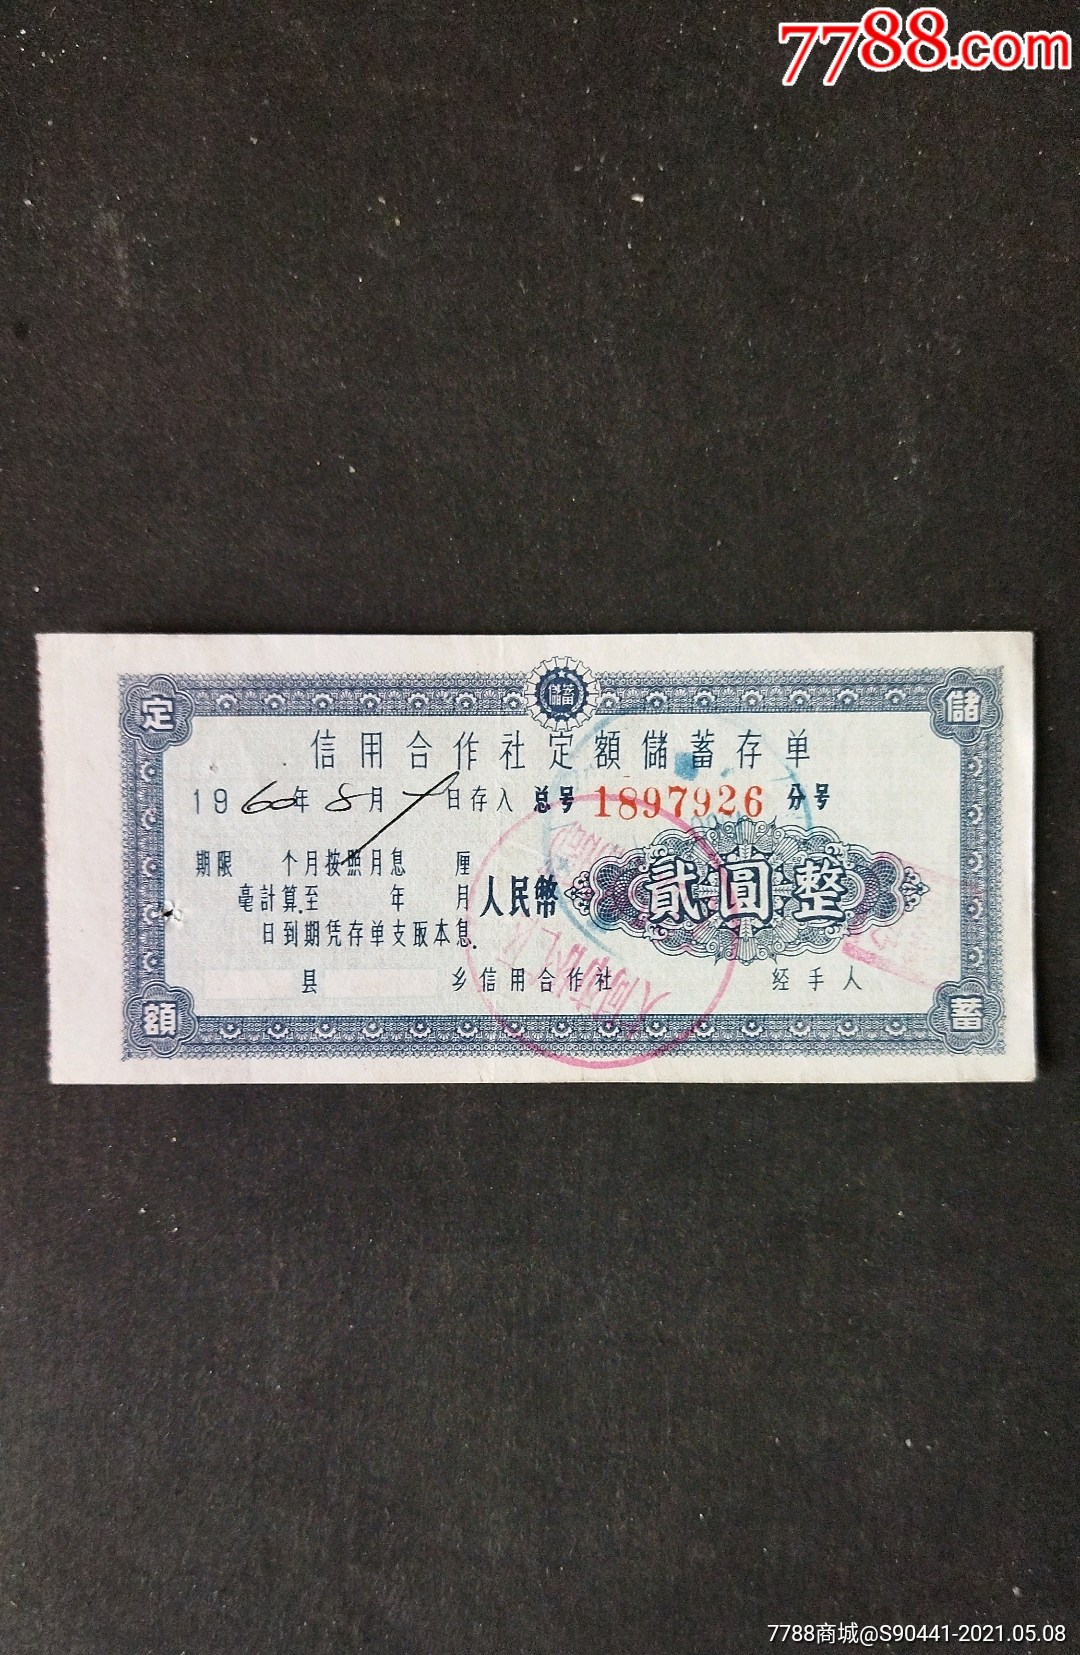 7788.com
儲蓄
定
儲
信用合作社定額儲蓄存单
1960年8月 日存入 总号 1897926 分号
期限 个月按照月息 厘
毫計算.至 年 月
日到期凭存单支取本息.
人民幣 貳圓整
县 乡信用合作社 经手人
額
蓄
7788商城@S90441-2021.05.08